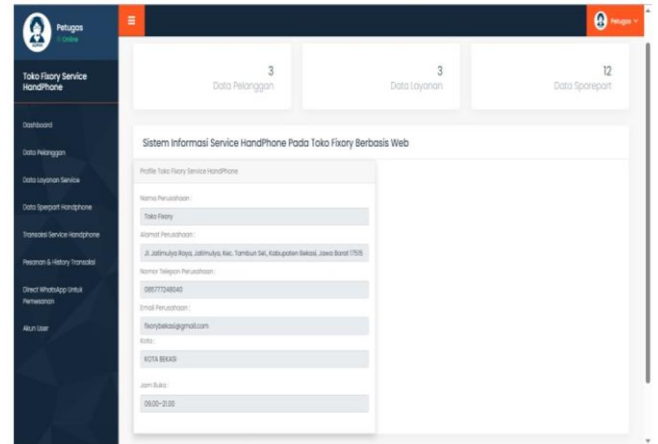 Petugas
Online
Petugas
Toko Fixory Service
HandPhone
Dashboard
Data Pelanggan
Data Layanan Service
Data Sperpart Handphone
Transaksi Service Handphone
Pesanan & History Transaksi
Direct WhatsApp Untuk
Pemesanan
Akun User
3
Data Pelanggan
3
Data Layanan
12
Data Sparepart
Sistem Informasi Service HandPhone Pada Toko Fixory Berbasis Web
Profile Toko Fixory Service HandPhone
Nama Perusahaan :
Toko Fixory
Alamat Perusahaan :
Jl. Jatimulya Raya, Jatimulya, Kec. Tambun Sel, Kabupaten Bekasi, Jawa Barat 17515
Nomor Telepon Perusahaan :
085777248040
Email Perusahaan :
fixorybekasi@gmail.com
Kota :
KOTA BEKASI
Jam Buka :
09.00-21.00